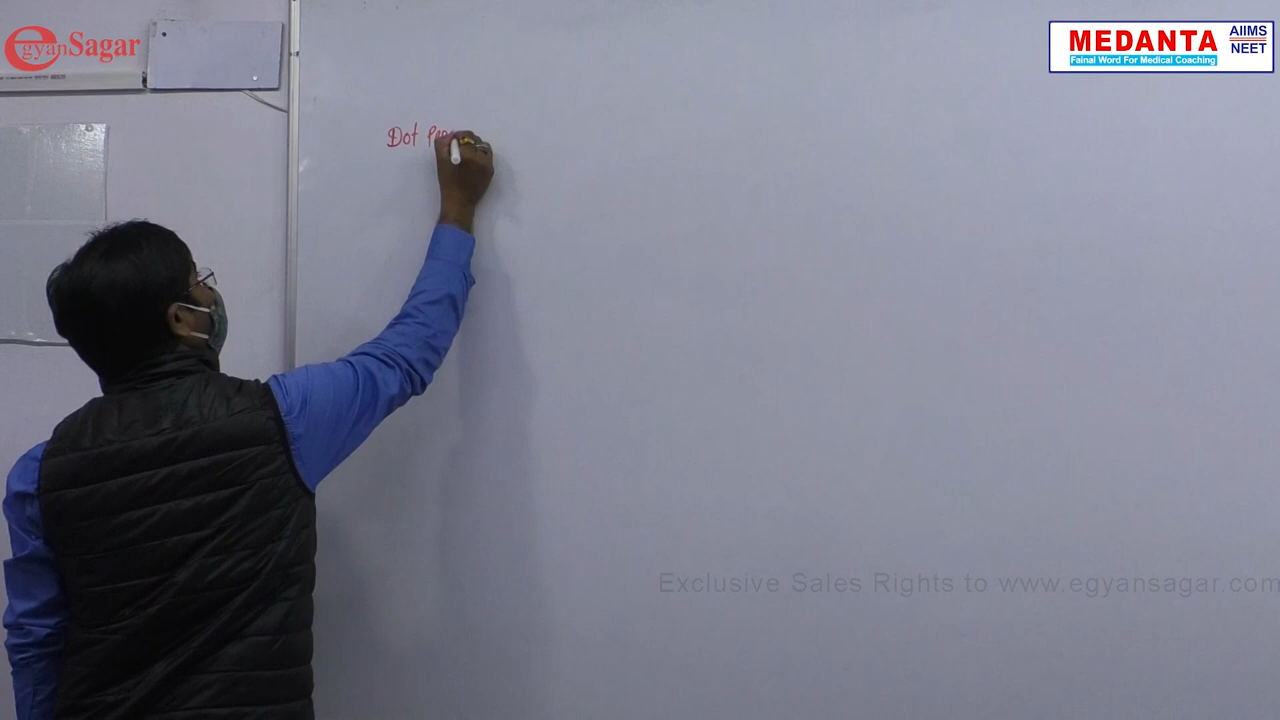 egyanSagar
MEDANTA
Fainal Word For Medical Coaching
AIIMS
NEET
Dot
Exclusive Sales Rights to www.egyansagar.com